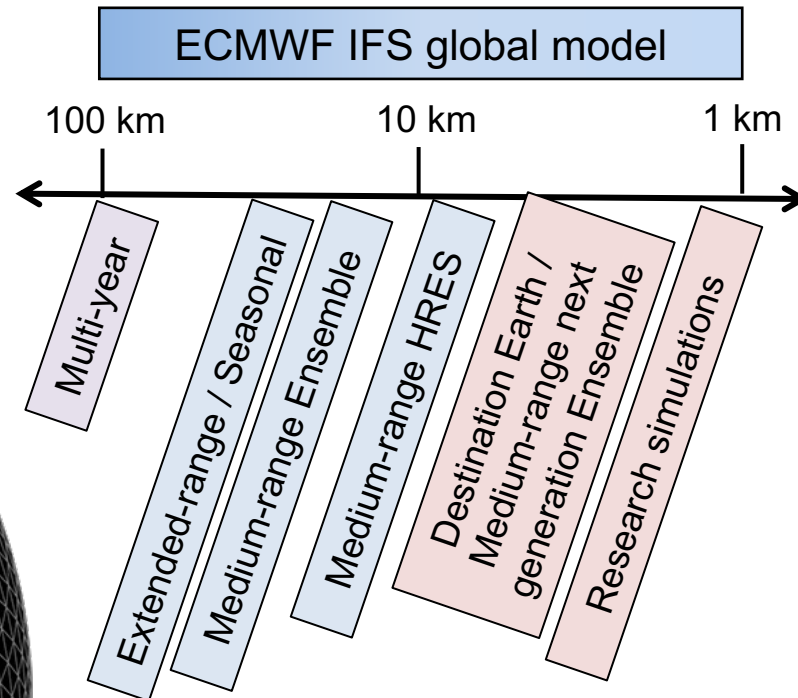 ECMWF IFS global model
100 km
10 km
1 km
Multi-year
Extended-range / Seasonal
Medium-range Ensemble
Medium-range HRES
Destination Earth /
Medium-range next
generation Ensemble
Research simulations